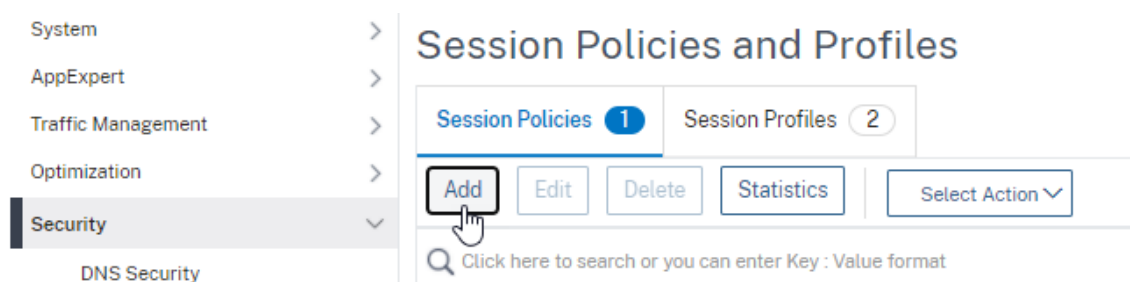 System
AppExpert
Traffic Management
Optimization
Security
DNS Security
Session Policies and Profiles
Session Policies 1 Session Profiles 2
Add Edit Delete Statistics Select Action
Click here to search or you can enter Key : Value format